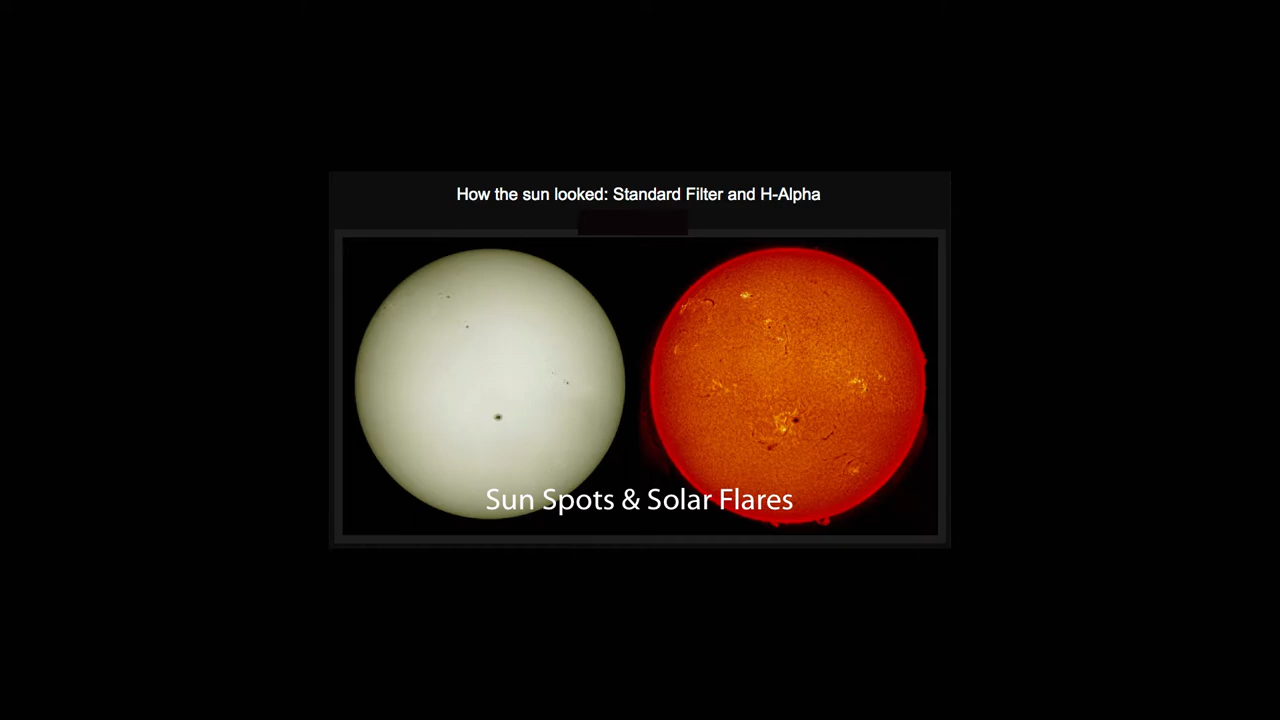 How the sun looked: Standard Filter and H-Alpha
Sun Spots & Solar Flares